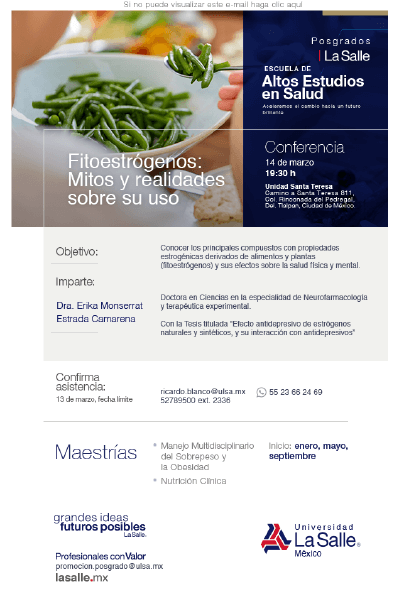 Si no puede visualizar este e-mail haga clic aquí
Posgrados
La Salle
ESCUELA DE
Altos Estudios
en Salud
Aceleramos el cambio hacia un futuro
brillante
Fitoestrógenos:
Mitos y realidades
sobre su uso
Conferencia
14 de marzo
19:30 h
Unidad Santa Teresa
Camino a Santa Teresa 811,
Col. Rinconada del Pedregal,
Del. Tlalpan, Ciudad de México.
Objetivo:
Conocer los principales compuestos con propiedades
estrogénicas derivados de alimentos y plantas
(fitoestrógenos) y sus efectos sobre la salud física y mental.
Imparte:
Dra. Erika Monserrat
Estrada Camarena
Doctora en Ciencias en la especialidad de Neurofarmacología
y terapéutica experimental.
Con la Tesis titulada "Efecto antidepresivo de estrógenos
naturales y sintéticos, y su interacción con antidepresivos"
Confirma
asistencia:
13 de marzo, fecha límite
ricardo.blanco@ulsa.mx
52789500 ext. 2336
55 23 66 24 69
Maestrías
* Manejo Multidisciplinario
del Sobrepeso y
la Obesidad
* Nutrición Clínica
Inicio: enero, mayo,
septiembre
grandes ideas
futuros posibles
La Salle®
Profesionales con Valor
promocion.posgrado@ulsa.mx
lasalle.mx
Universidad
La Salle®
México